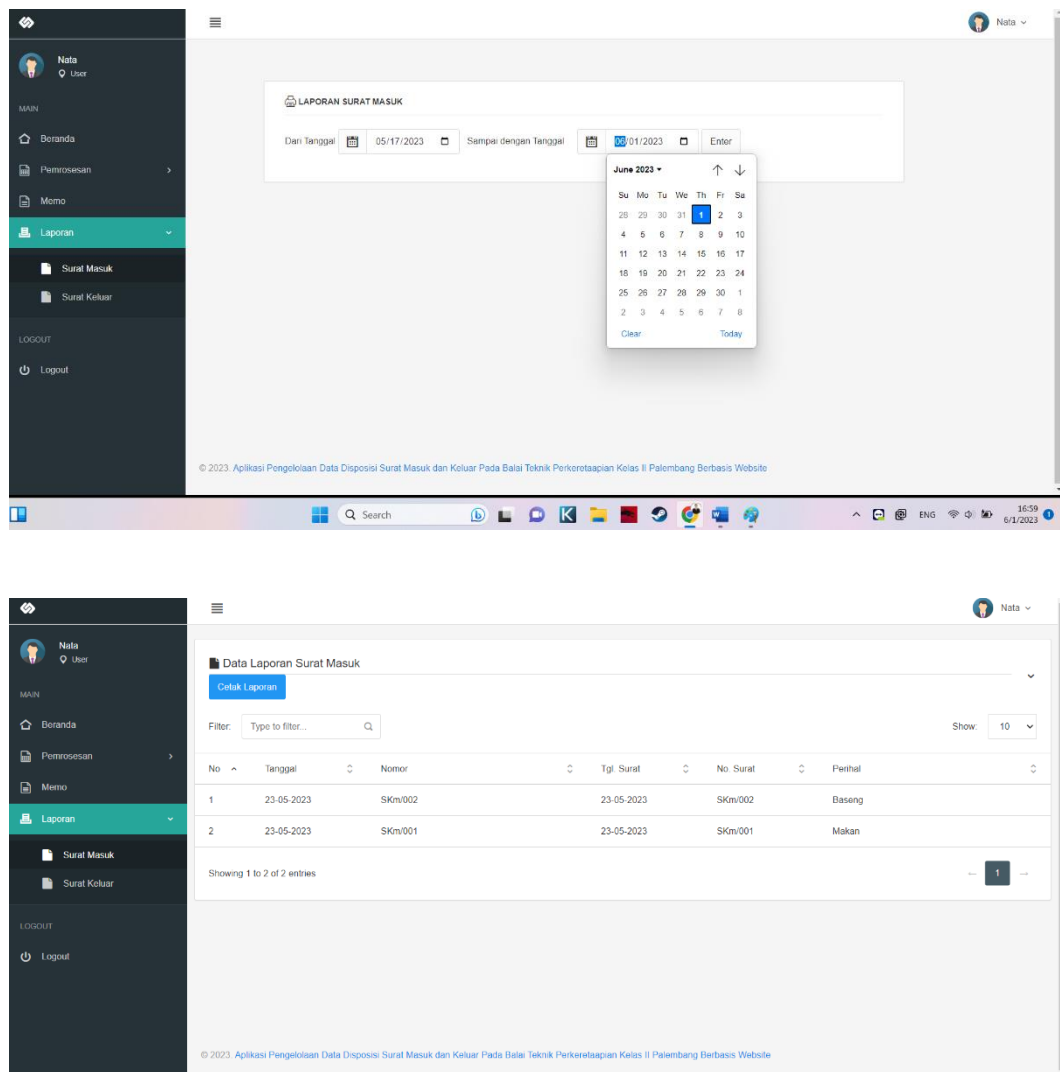 Nata
Nata
User
MAIN
Beranda
Pemrosesan
Memo
Laporan
Surat Masuk
Surat Keluar
LOGOUT
Logout
LAPORAN SURAT MASUK
Dari Tanggal 05/17/2023 Sampai dengan Tanggal 06/01/2023 Enter
June 2023
Su Mo Tu We Th Fr Sa
28 29 30 31 1 2 3
4 5 6 7 8 9 10
11 12 13 14 15 16 17
18 19 20 21 22 23 24
25 26 27 28 29 30 1
2 3 4 5 6 7 8
Clear Today
© 2023. Aplikasi Pengelolaan Data Disposisi Surat Masuk dan Keluar Pada Balai Teknik Perkeretaapian Kelas II Palembang Berbasis Website
Search ENG 16:59
6/1/2023 1
Nata
Nata
User
MAIN
Beranda
Pemrosesan
Memo
Laporan
Surat Masuk
Surat Keluar
LOGOUT
Logout
Data Laporan Surat Masuk
Cetak Laporan
Filter: Type to filter... Show: 10
No Tanggal Nomor Tgl. Surat No. Surat Perihal
1 23-05-2023 SKm/002 23-05-2023 SKm/002 Baseng
2 23-05-2023 SKm/001 23-05-2023 SKm/001 Makan
Showing 1 to 2 of 2 entries ← 1 →
© 2023. Aplikasi Pengelolaan Data Disposisi Surat Masuk dan Keluar Pada Balai Teknik Perkeretaapian Kelas II Palembang Berbasis Website